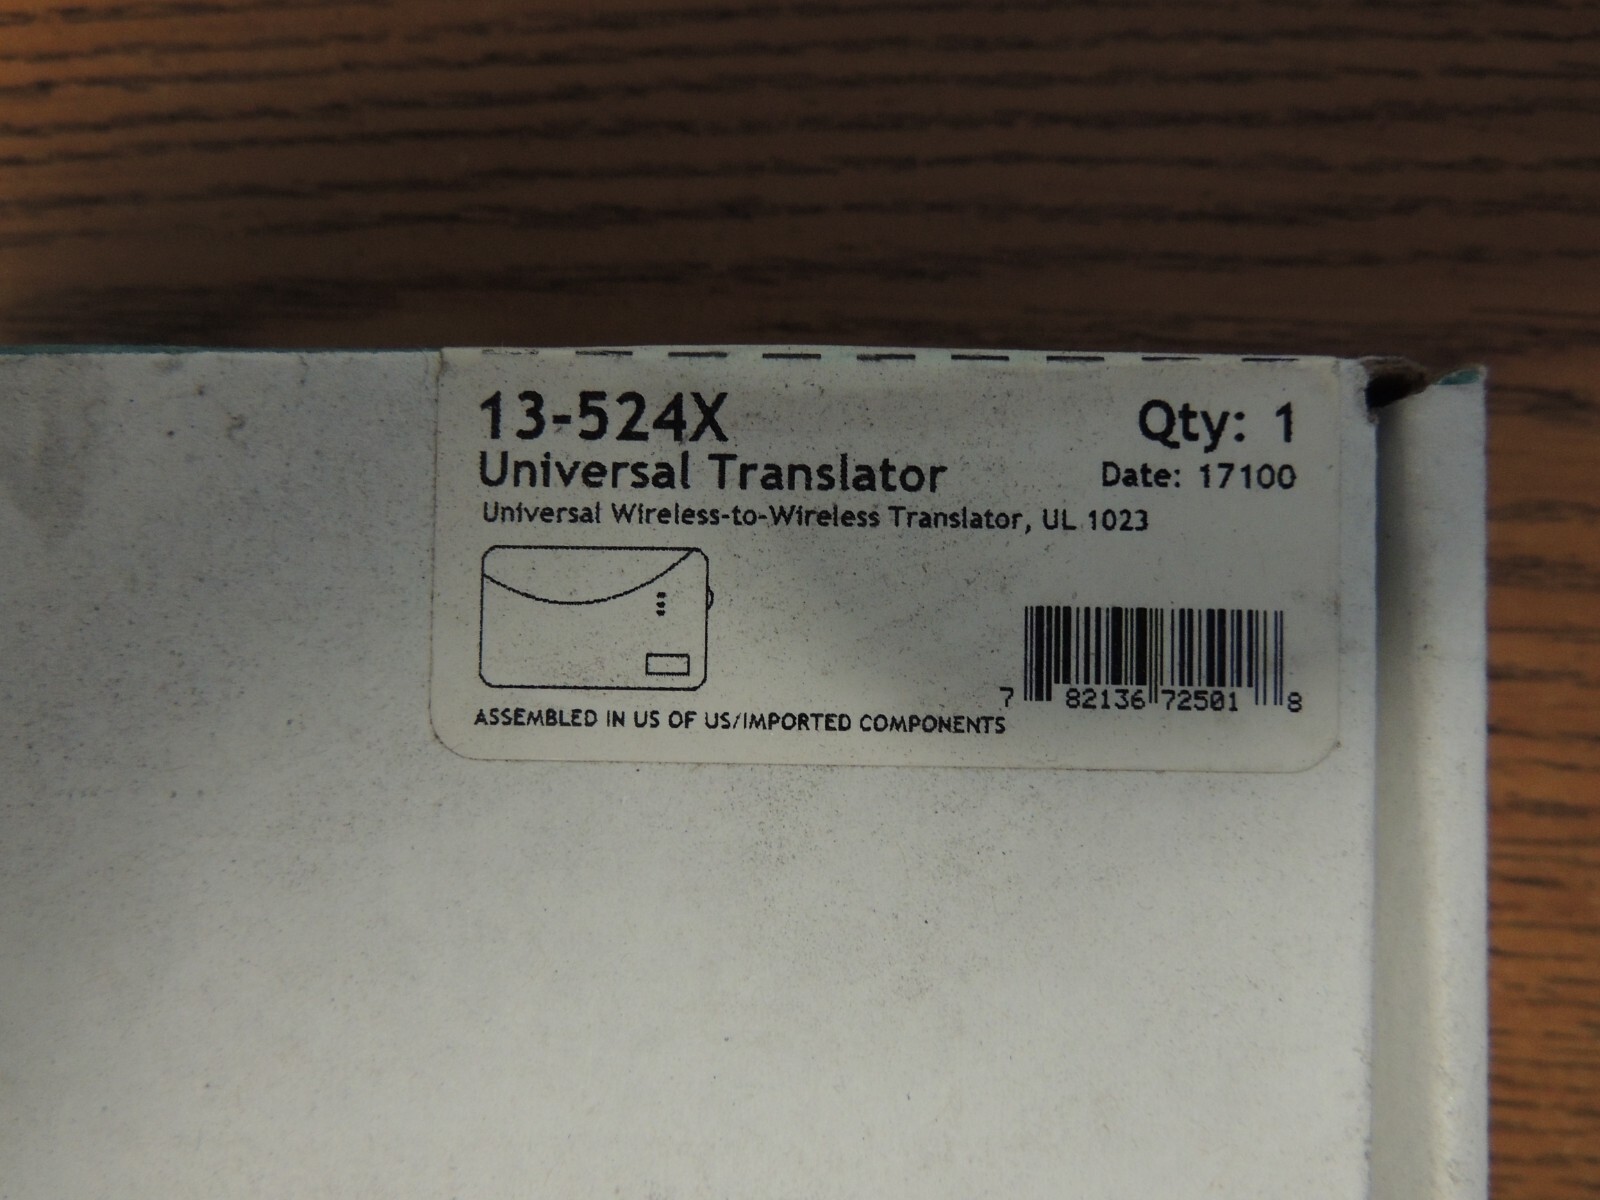 13-524X
Qty: 1
Universal Translator
Date: 17100
Universal Wireless-to-Wireless Translator, UL 1023
7 82136 72501 8
ASSEMBLED IN US OF US/IMPORTED COMPONENTS